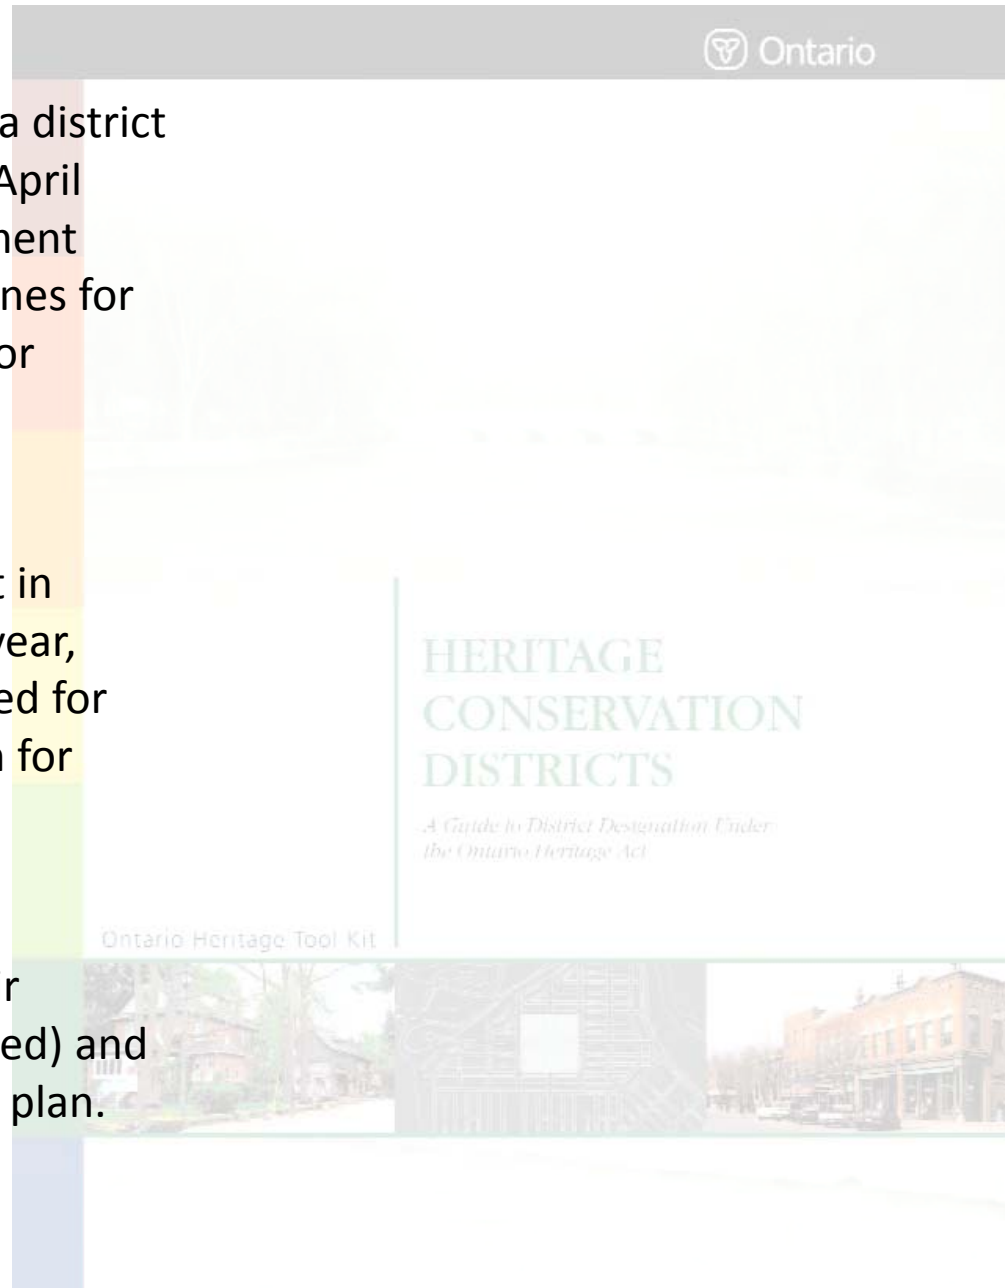 Ontario
a district
April
nent
nes for
or
t in
year,
ed for
n for
r
ed) and
plan.
HERITAGE
CONSERVATION
DISTRICTS
A Guide to District Designation Under
the Ontario Heritage Act
Ontario Heritage Tool Kit